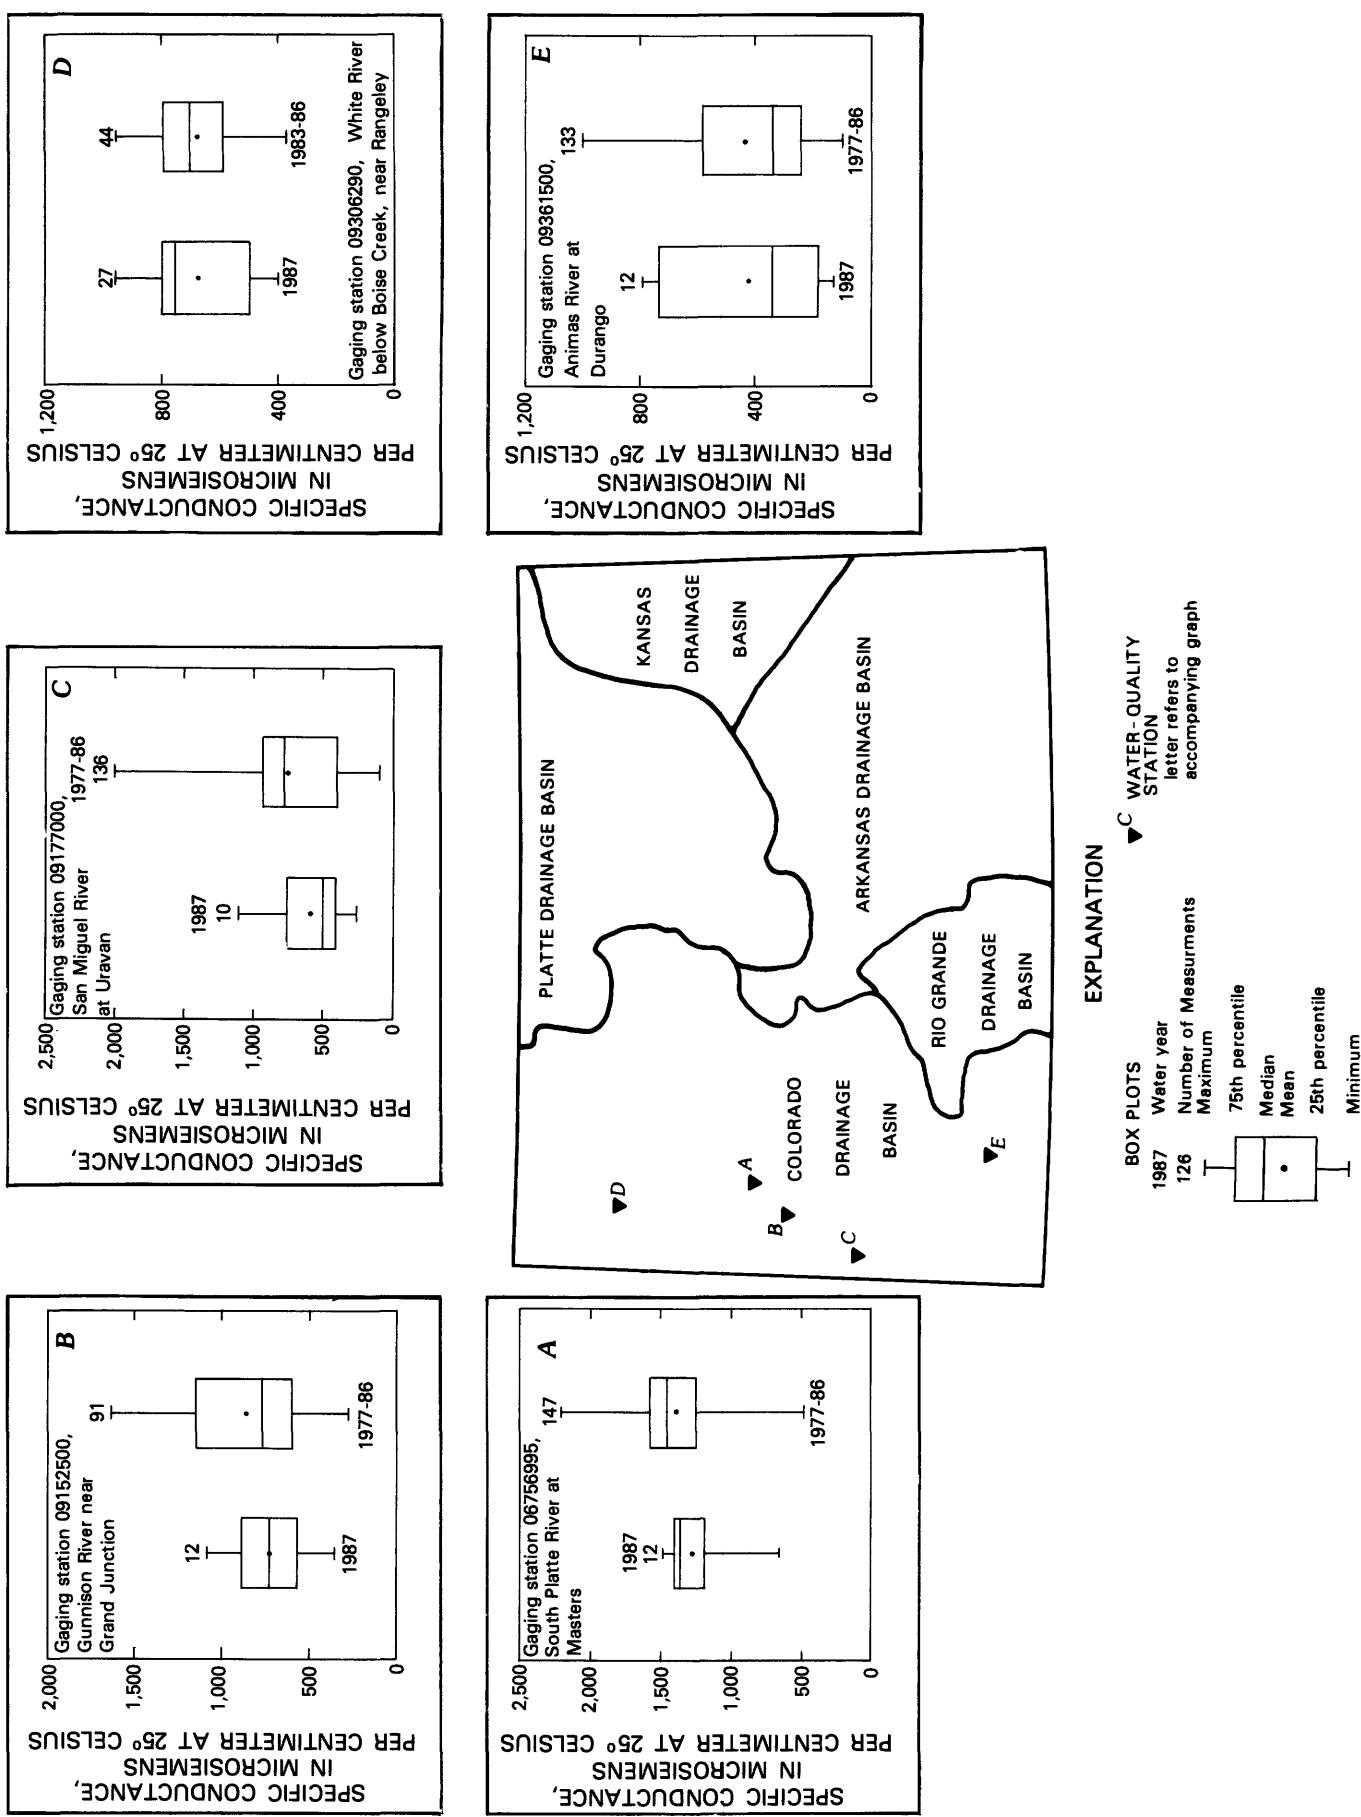 2,000
1,500
1,000
500
0
SPECIFIC CONDUCTANCE,
IN MICROSIEMENS
PER CENTIMETER AT 25º CELSIUS
Gaging station 09152500,
Gunnison River near
Grand Junction
B
12
1987
91
1977-86
2,500
2,000
1,500
1,000
500
0
SPECIFIC CONDUCTANCE,
IN MICROSIEMENS
PER CENTIMETER AT 25º CELSIUS
Gaging station 09177000,
San Miguel River
at Uravan
C
1987
10
1977-86
136
1,200
800
400
0
SPECIFIC CONDUCTANCE,
IN MICROSIEMENS
PER CENTIMETER AT 25º CELSIUS
D
27
1987
44
1983-86
Gaging station 09306290, White River
below Boise Creek, near Rangeley
2,500
2,000
1,500
1,000
500
0
SPECIFIC CONDUCTANCE,
IN MICROSIEMENS
PER CENTIMETER AT 25º CELSIUS
Gaging station 06756995,
South Platte River at
Masters
A
1987
12
147
1977-86
PLATTE DRAINAGE BASIN
KANSAS
DRAINAGE
BASIN
D
A
B
COLORADO
DRAINAGE
BASIN
C
ARKANSAS DRAINAGE BASIN
RIO GRANDE
DRAINAGE
BASIN
E
1,200
800
400
0
SPECIFIC CONDUCTANCE,
IN MICROSIEMENS
PER CENTIMETER AT 25º CELSIUS
Gaging station 09361500,
Animas River at
Durango
E
12
1987
133
1977-86
EXPLANATION
BOX PLOTS
1987 Water year
126 Number of Measurments
Maximum
75th percentile
Median
Mean
25th percentile
Minimum
C WATER-QUALITY
STATION
letter refers to
accompanying graph